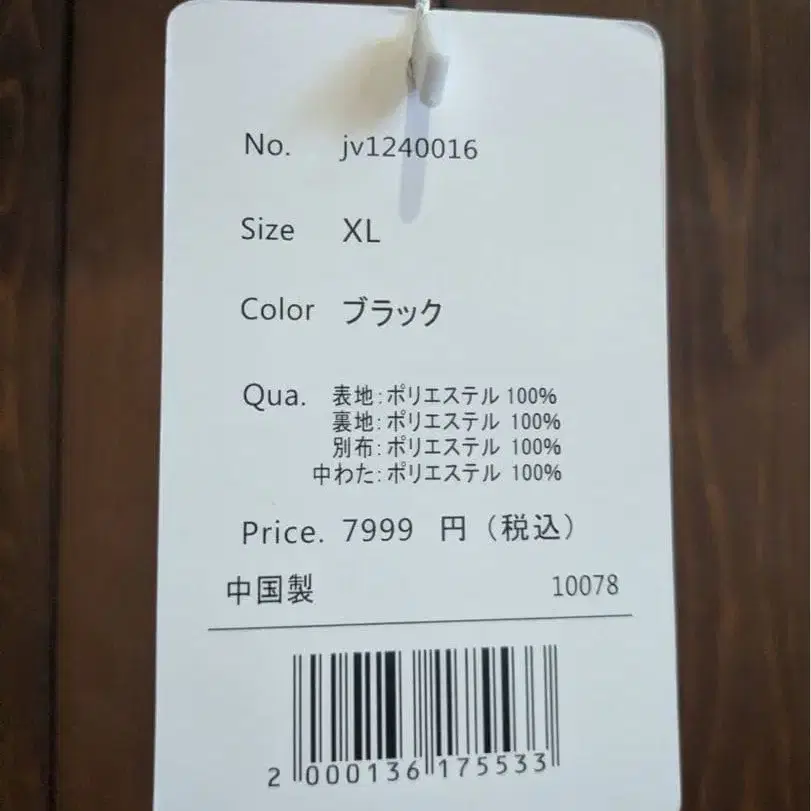 No. jv1240016
Size XL
Color ブラック
Qua. 表地:ポリエステル 100%
裏地:ポリエステル 100%
別布:ポリエステル 100%
中わた:ポリエステル 100%
Price. 7999 円（税込）
中国製 10078
2 000136 175533